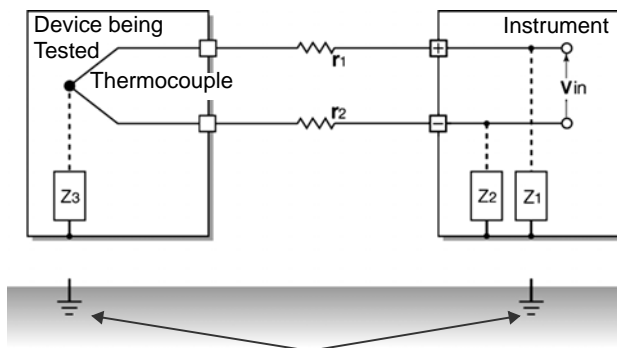 Device being
Tested
Thermocouple
Instrument
r1
r2
+
−
Vin
Z3
Z2
Z1